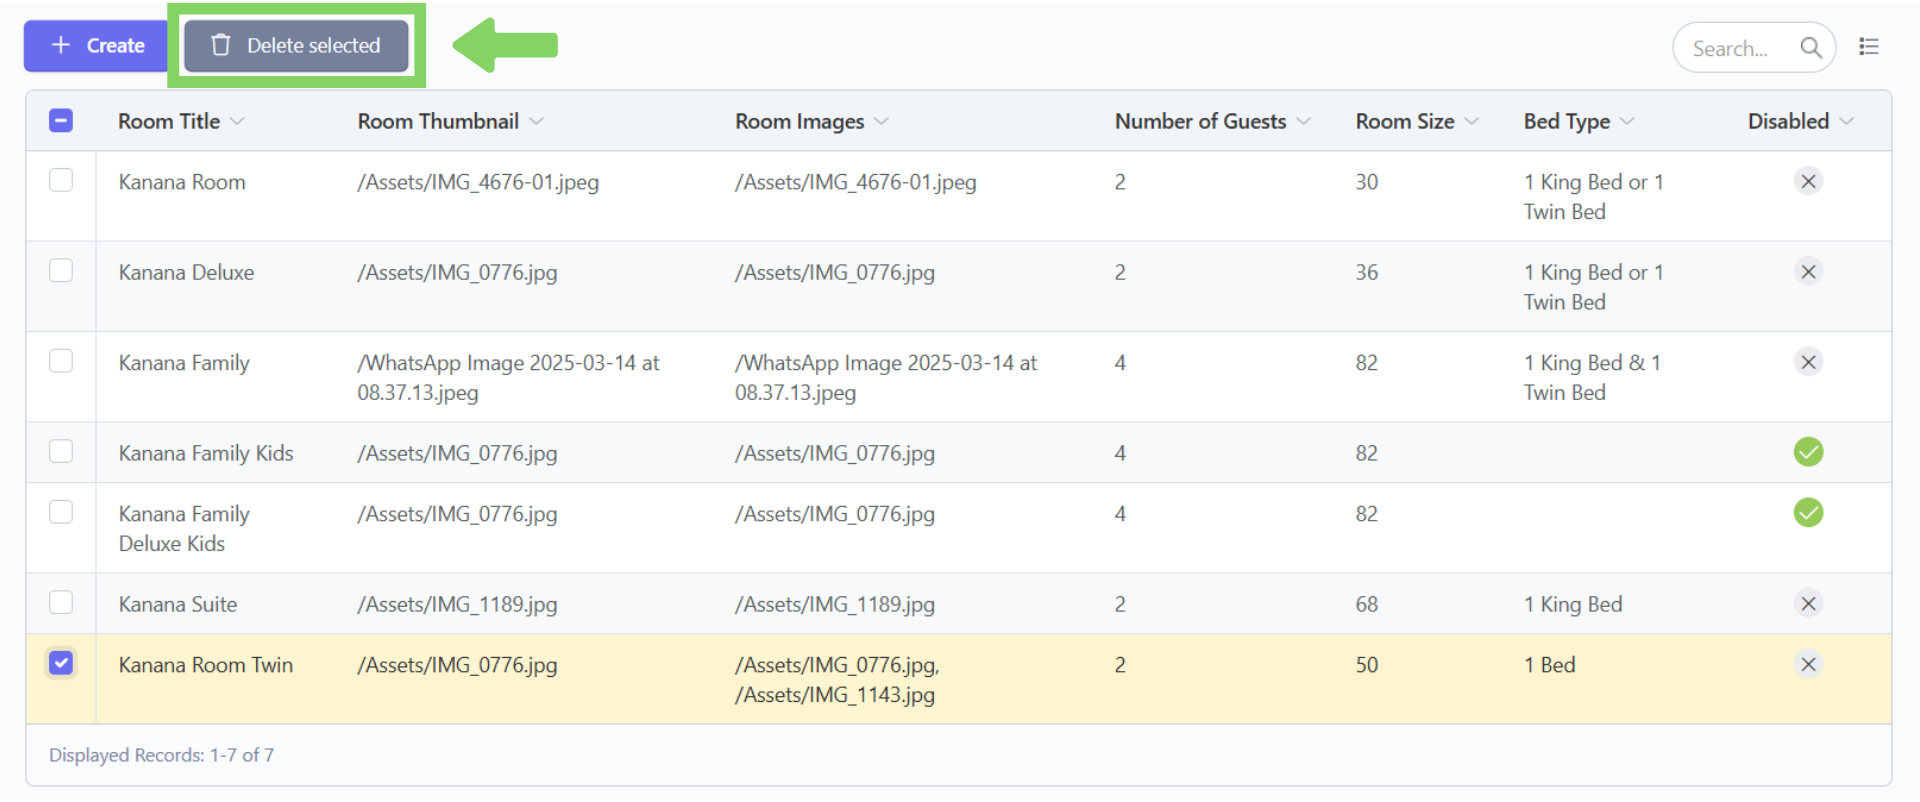 Create Delete selected Search...
Room Title Room Thumbnail Room Images Number of Guests Room Size Bed Type Disabled
Kanana Room /Assets/IMG_4676-01.jpeg /Assets/IMG_4676-01.jpeg 2 30 1 King Bed or 1
Twin Bed
Kanana Deluxe /Assets/IMG_0776.jpg /Assets/IMG_0776.jpg 2 36 1 King Bed or 1
Twin Bed
Kanana Family /WhatsApp Image 2025-03-14 at /WhatsApp Image 2025-03-14 at 4 82 1 King Bed & 1
08.37.13.jpeg 08.37.13.jpeg Twin Bed
Kanana Family Kids /Assets/IMG_0776.jpg /Assets/IMG_0776.jpg 4 82
Kanana Family /Assets/IMG_0776.jpg /Assets/IMG_0776.jpg 4 82
Deluxe Kids
Kanana Suite /Assets/IMG_1189.jpg /Assets/IMG_1189.jpg 2 68 1 King Bed
Kanana Room Twin /Assets/IMG_0776.jpg /Assets/IMG_0776.jpg, 2 50 1 Bed
/Assets/IMG_1143.jpg
Displayed Records: 1-7 of 7